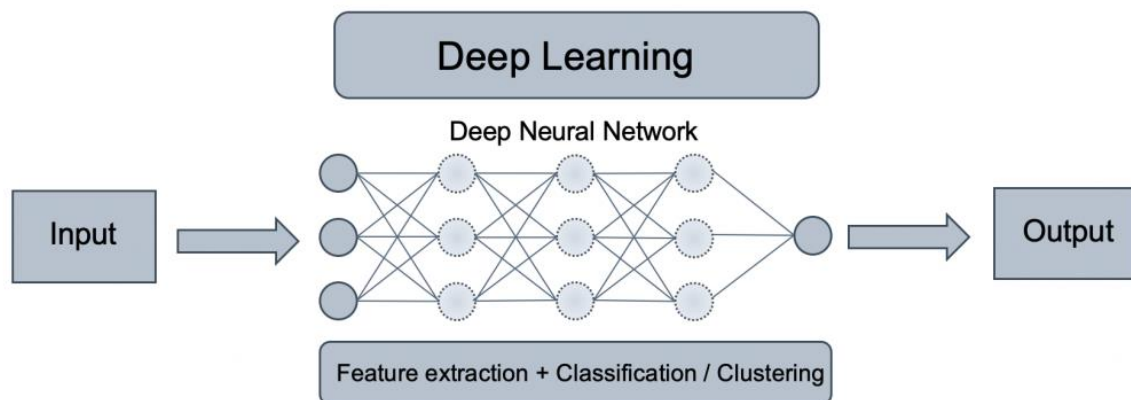 Deep Learning
Deep Neural Network
Input
Output
Feature extraction + Classification / Clustering